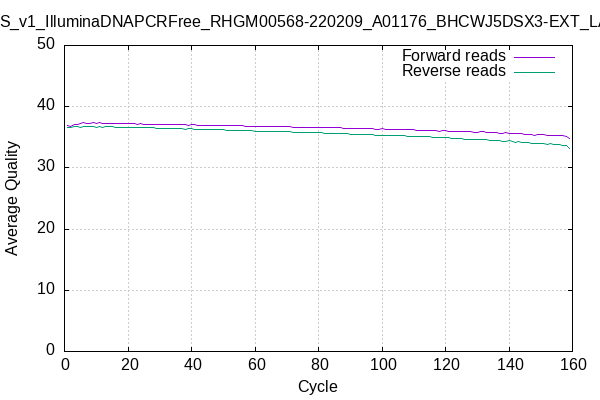 S_v1_IlluminaDNAPCRFree_RHGM00568-220209_A01176_BHCWJ5DSX3-EXT_LA
Forward reads
Reverse reads
50
40
30
20
10
0
Average Quality
0 20 40 60 80 100 120 140 160
Cycle